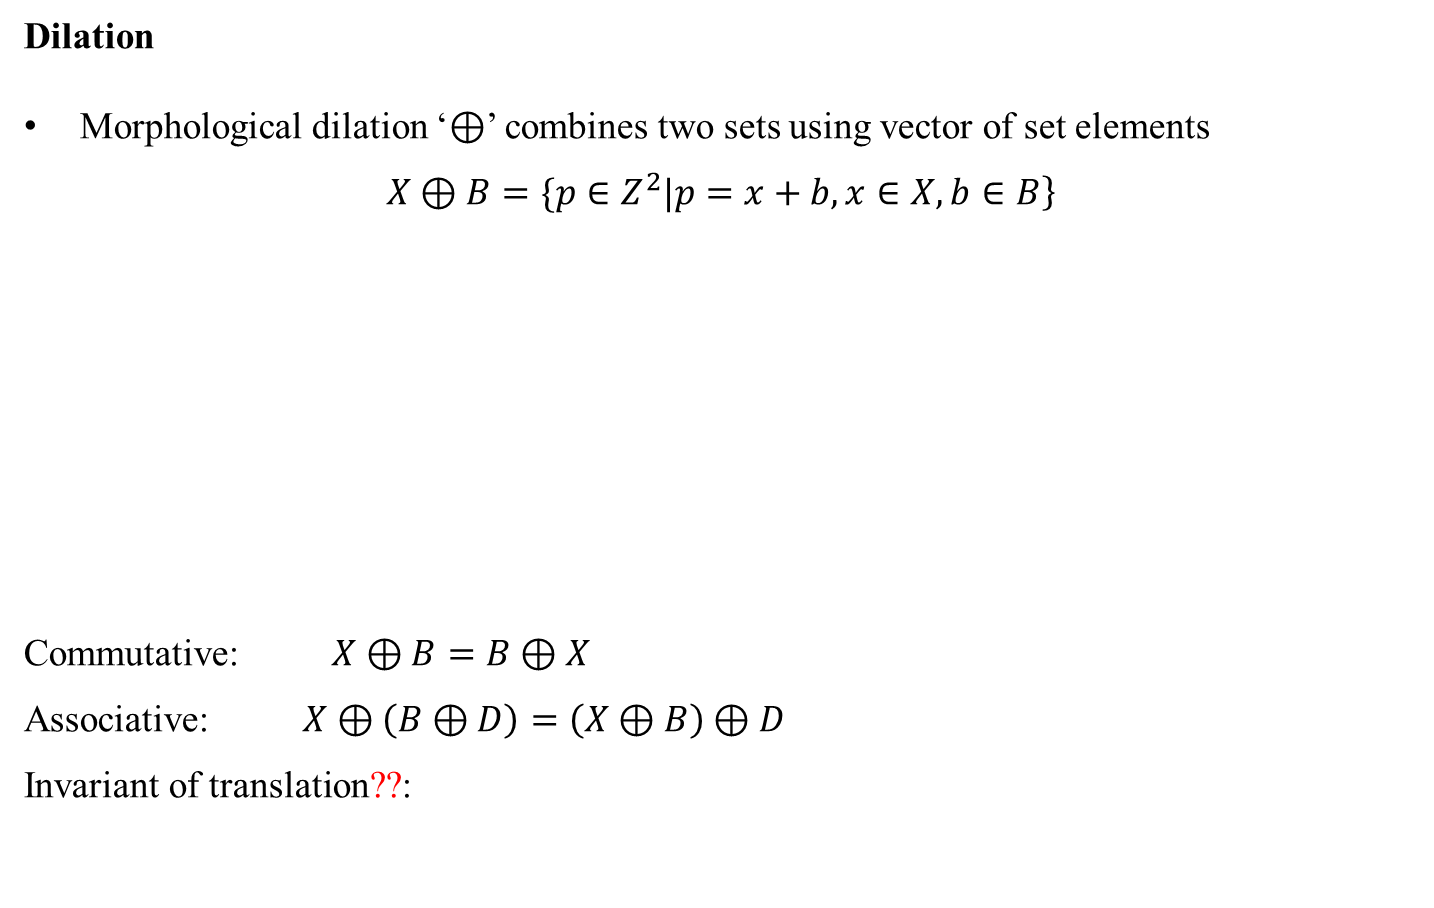 Dilation
• Morphological dilation ‘⊕’ combines two sets using vector of set elements
X ⊕ B = {p ∈ Z²|p = x + b, x ∈ X, b ∈ B}
Commutative: X ⊕ B = B ⊕ X
Associative: X ⊕ (B ⊕ D) = (X ⊕ B) ⊕ D
Invariant of translation??: